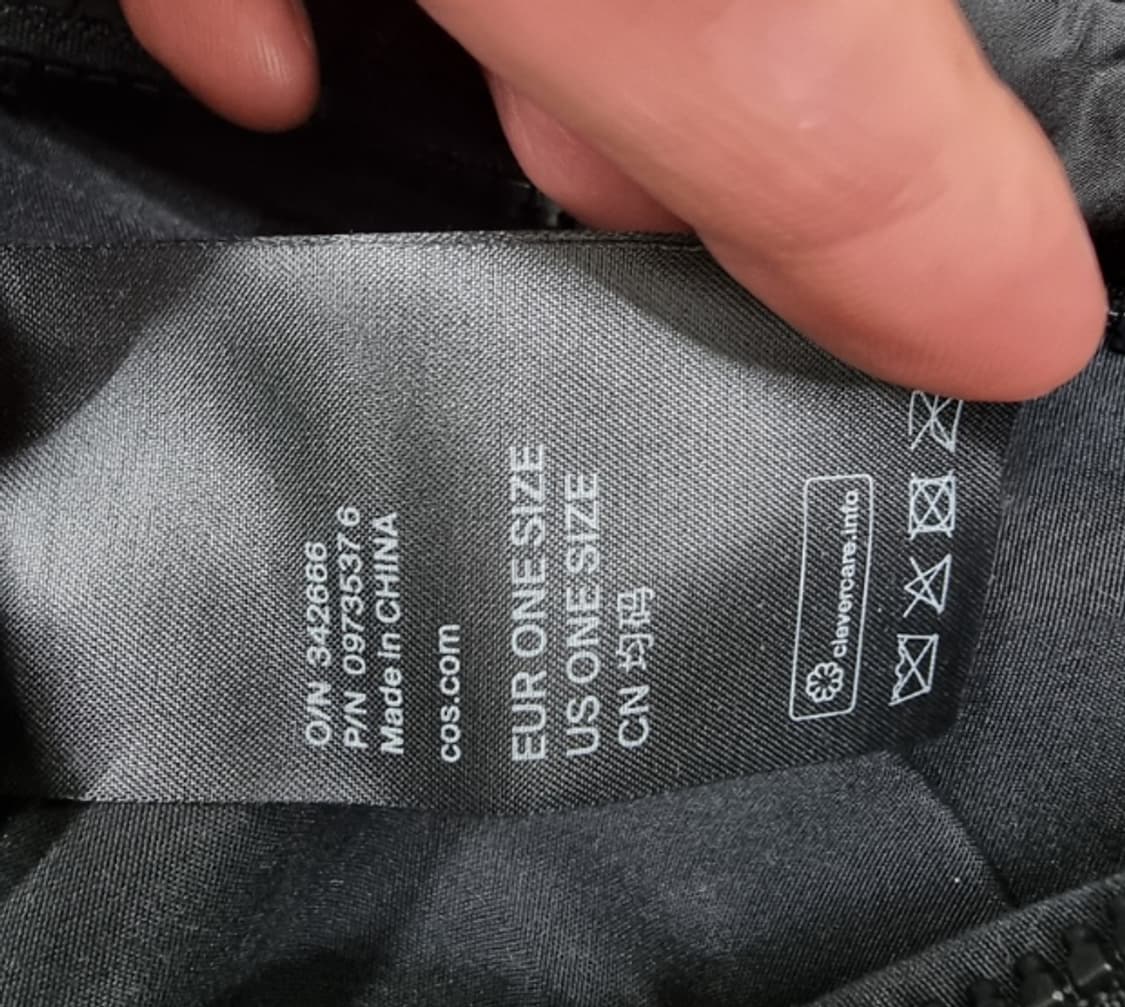 O/N 342666
P/N 0973537 6
Made in CHINA
cos.com
EUR ONE SIZE
US ONE SIZE
CN 均码
clevercare.info